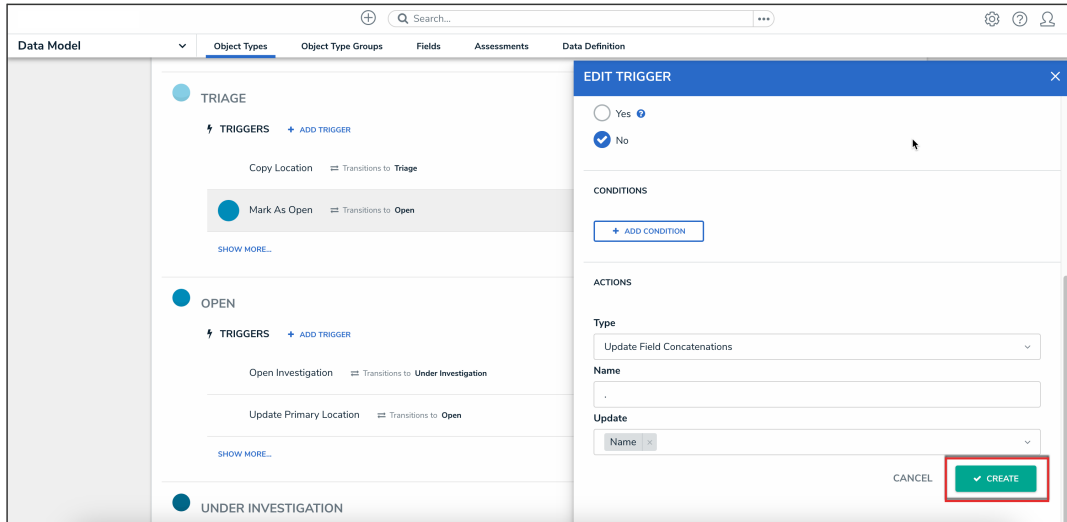 Search...
Data Model
Object Types
Object Type Groups
Fields
Assessments
Data Definition
TRIAGE
TRIGGERS
+ ADD TRIGGER
Copy Location
Transitions to Triage
Mark As Open
Transitions to Open
SHOW MORE...
OPEN
TRIGGERS
+ ADD TRIGGER
Open Investigation
Transitions to Under Investigation
Update Primary Location
Transitions to Open
SHOW MORE...
UNDER INVESTIGATION
EDIT TRIGGER
Yes
No
CONDITIONS
+ ADD CONDITION
ACTIONS
Type
Update Field Concatenations
Name
.
Update
Name ×
CANCEL
CREATE